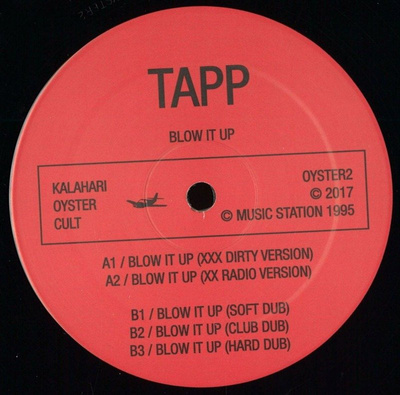 TAPP
BLOW IT UP
KALAHARI
OYSTER
CULT
OYSTER2
© 2017
© MUSIC STATION 1995
A1 / BLOW IT UP (XXX DIRTY VERSION)
A2 / BLOW IT UP (XX RADIO VERSION)
B1 / BLOW IT UP (SOFT DUB)
B2 / BLOW IT UP (CLUB DUB)
B3 / BLOW IT UP (HARD DUB)